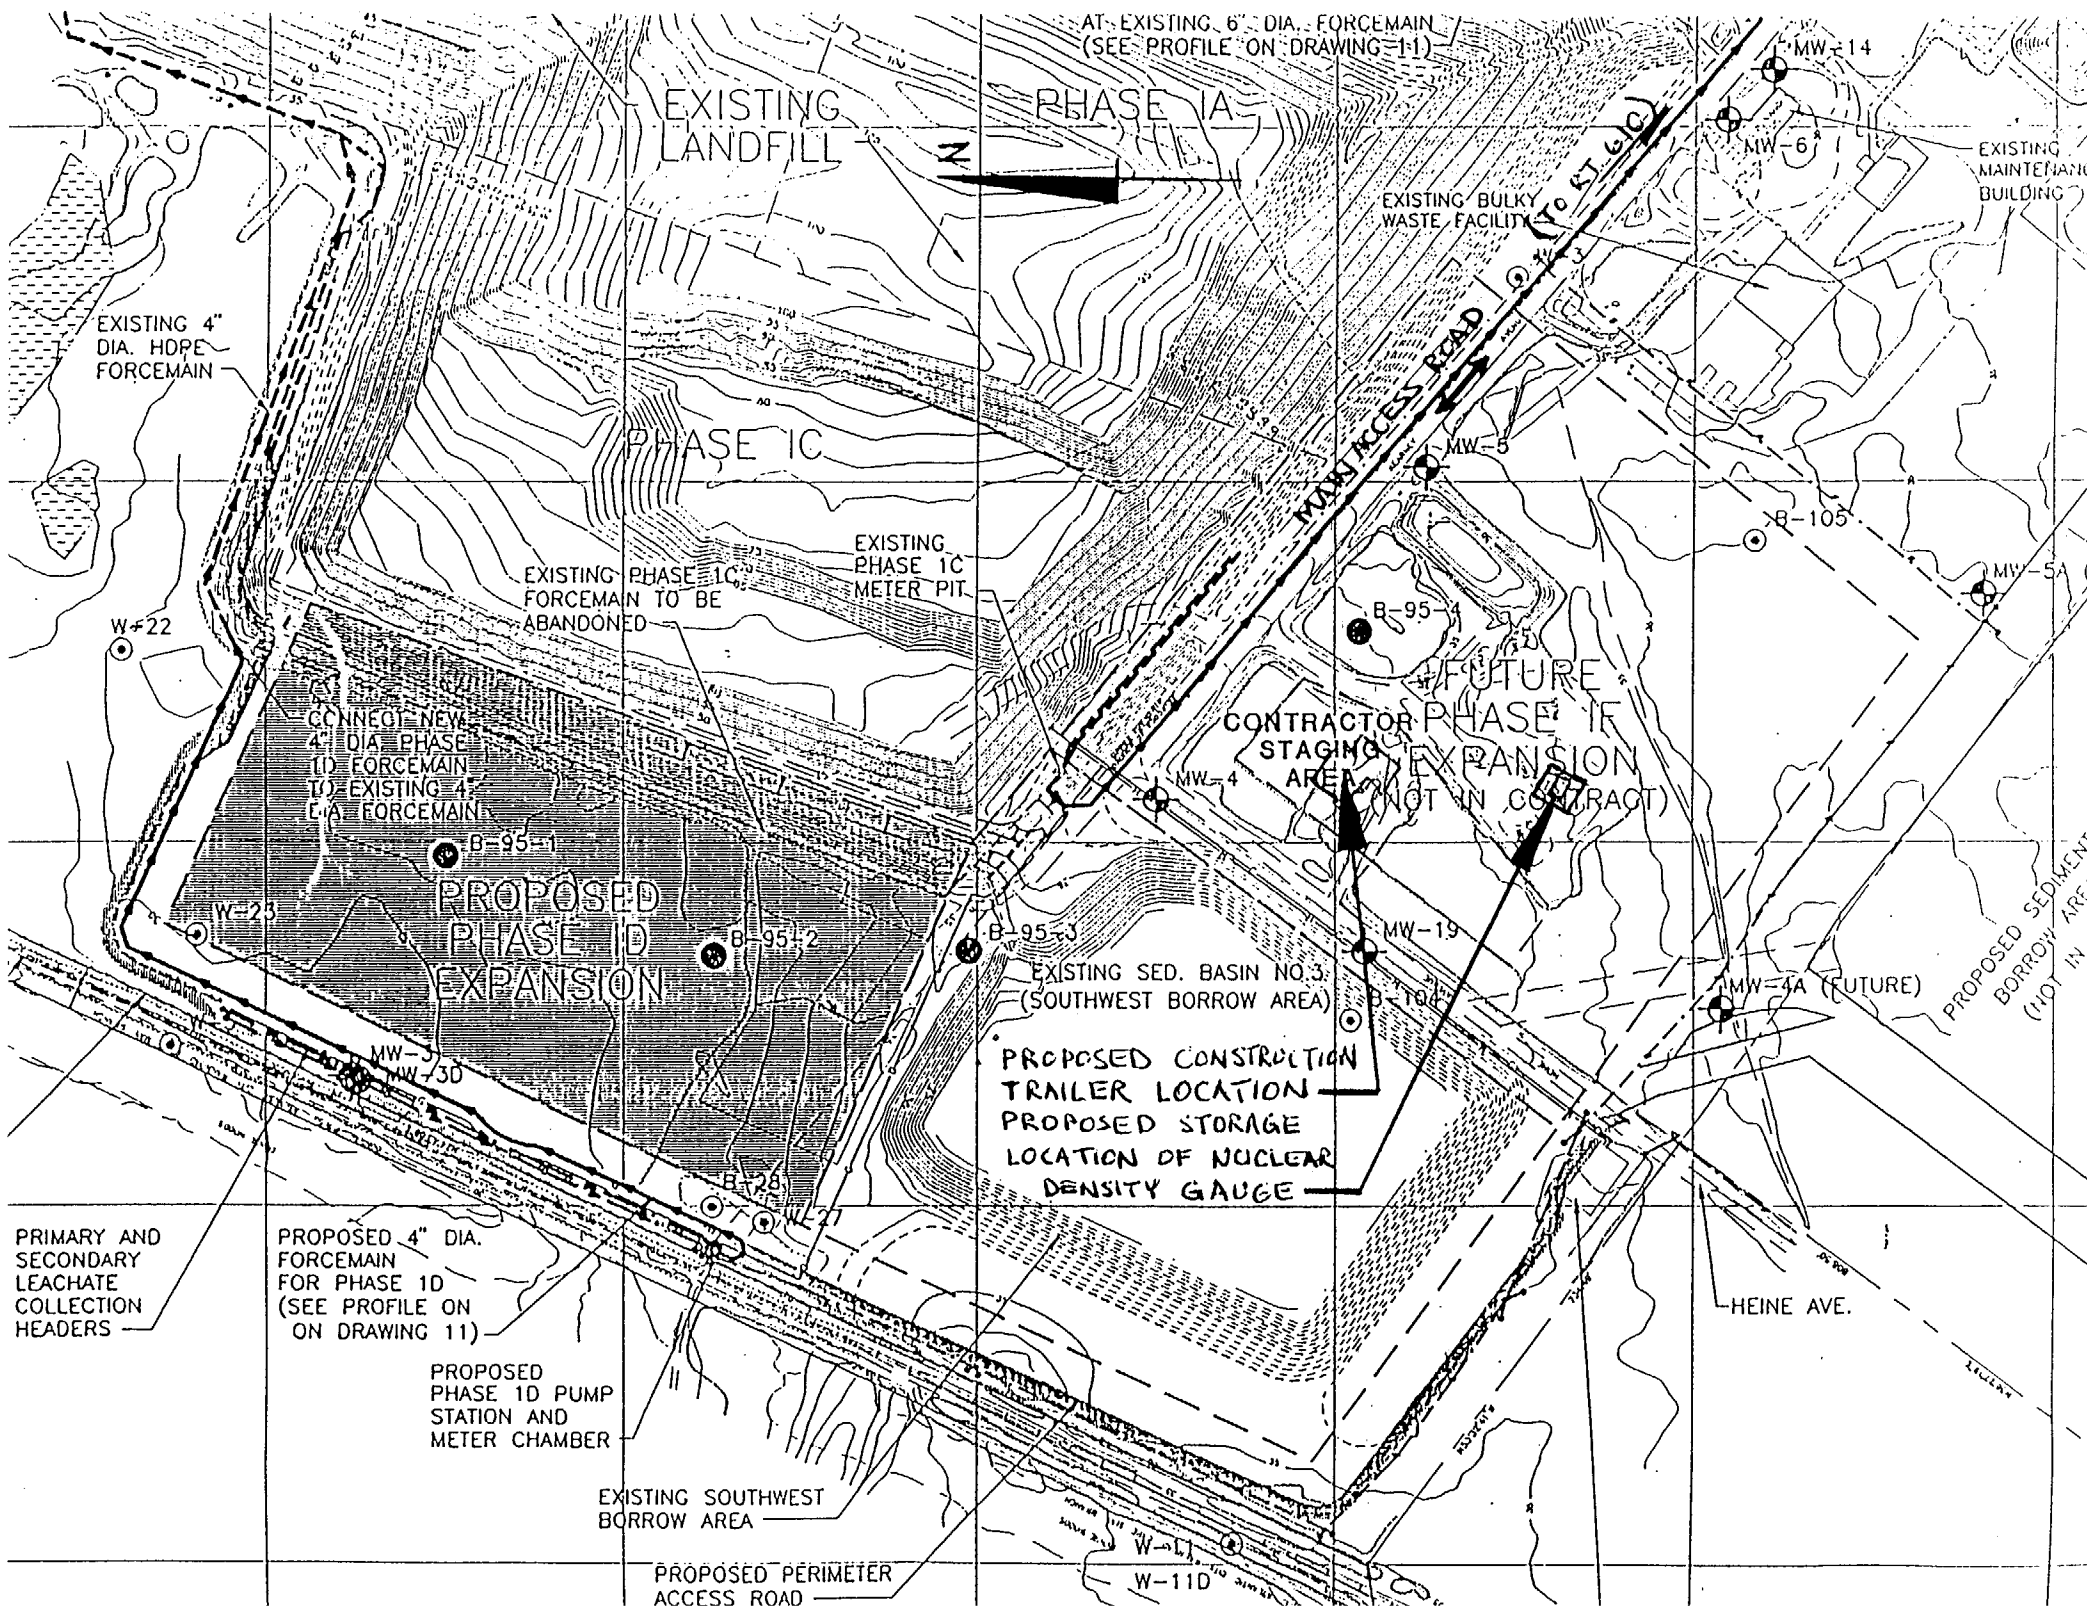 AT EXISTING 6" DIA. FORCEMAIN
(SEE PROFILE ON DRAWING 11)
MW-14
EXISTING
LANDFILL
PHASE IA
N
(TO RT. 61C)
MW-6
EXISTING
MAINTENANC
BUILDING
EXISTING BULKY
WASTE FACILITY
EXISTING 4"
DIA. HDPE
FORCEMAIN
MAIN ACCESS ROAD
PHASE 1C
MW-5
B-105
MW-5A (
EXISTING
PHASE 1C
METER PIT
EXISTING PHASE 1C
FORCEMAIN TO BE
ABANDONED
W-22
B-95-4
FUTURE
PHASE IF
EXPANSION
(NOT IN CONTRACT)
CONTRACTOR
STAGING
AREA
CONNECT NEW
4" DIA. PHASE
1D FORCEMAIN
TO EXISTING 4"
DIA. FORCEMAIN
MW-4
B-95-1
PROPOSED
PHASE 1D
EXPANSION
W-23
B-95-2
B-95-3
MW-19
EXISTING SED. BASIN NO.3
(SOUTHWEST BORROW AREA)
B-104
MW-4A (FUTURE)
PROPOSED SEDIMENT
BORROW ARE
(NOT IN
PROPOSED CONSTRUCTION
TRAILER LOCATION
PROPOSED STORAGE
LOCATION OF NUCLEAR
DENSITY GAUGE
MW-3
MW-3D
B-28
W-27
PRIMARY AND
SECONDARY
LEACHATE
COLLECTION
HEADERS
PROPOSED 4" DIA.
FORCEMAIN
FOR PHASE 1D
(SEE PROFILE ON
ON DRAWING 11)
HEINE AVE.
PROPOSED
PHASE 1D PUMP
STATION AND
METER CHAMBER
EXISTING SOUTHWEST
BORROW AREA
W-11
W-11D
PROPOSED PERIMETER
ACCESS ROAD